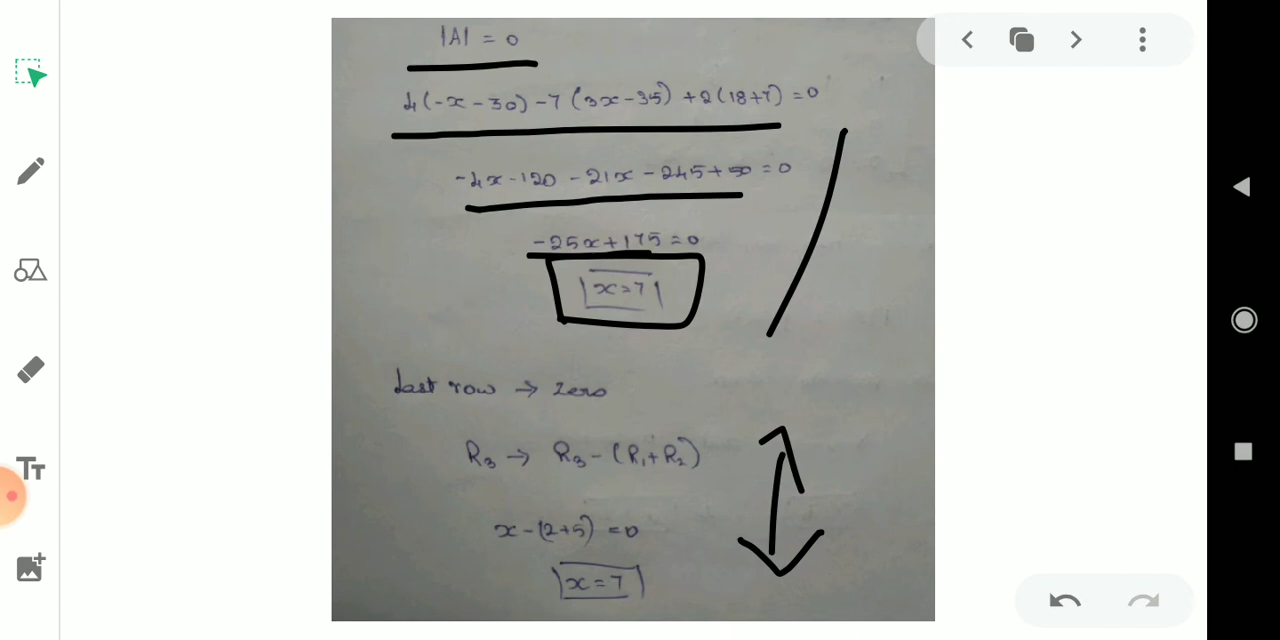 |A| = 0
4(-x-30) -7 (3x-35) +2(18+7) =0
-4x-120 -21x -245+50 =0
-25x+175=0
x=7
Last row → zero
R₃ → R₃-(R₁+R₂)
x-(2+5) =0
x=7
TT